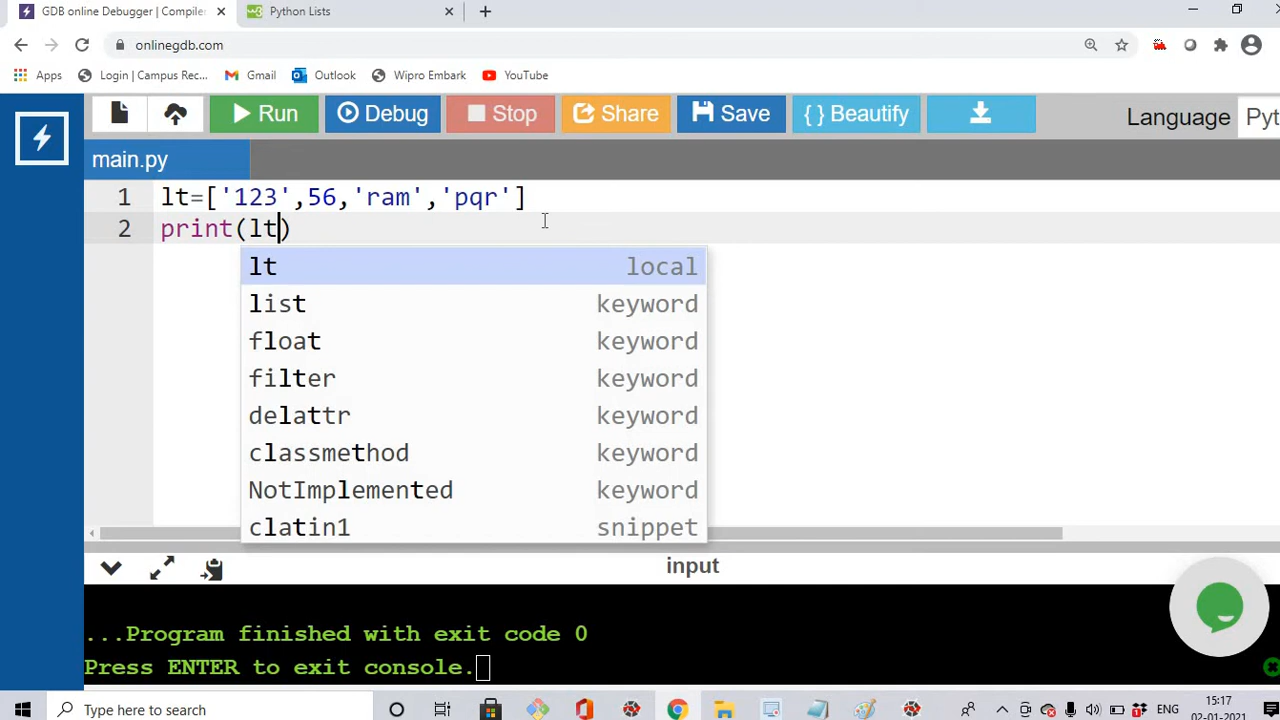 GDB online Debugger | Compiler
Python Lists
onlinegdb.com
Apps
Login | Campus Rec...
Gmail
Outlook
Wipro Embark
YouTube
Run
Debug
Stop
Share
Save
{ } Beautify
Language
Pyt
main.py
1 lt=['123',56,'ram','pqr']
2 print(lt)
lt local
list keyword
float keyword
filter keyword
delattr keyword
classmethod keyword
NotImplemented keyword
clatin1 snippet
input
...Program finished with exit code 0
Press ENTER to exit console.
Type here to search
ENG
15:17
02-01-2021